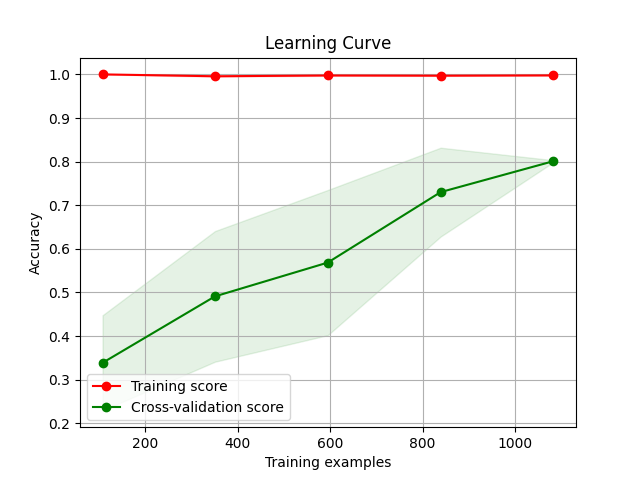 Learning Curve
1.0
0.9
0.8
0.7
0.6
0.5
0.4
0.3
0.2
Accuracy
Training score
Cross-validation score
200 400 600 800 1000
Training examples